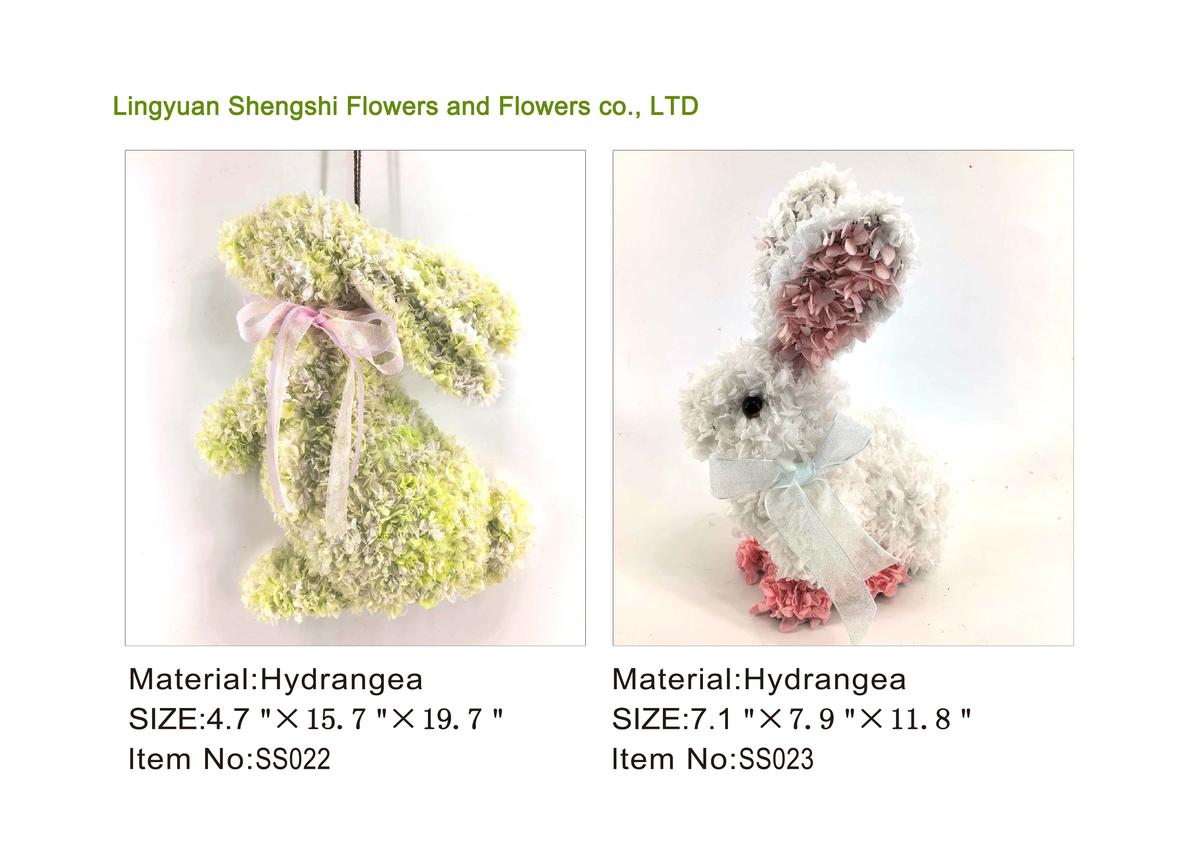 Lingyuan Shengshi Flowers and Flowers co., LTD
Material:Hydrangea
SIZE:4.7 "×15.7 "×19.7 "
Item No:SS022
Material:Hydrangea
SIZE:7.1 "×7.9 "×11.8 "
Item No:SS023